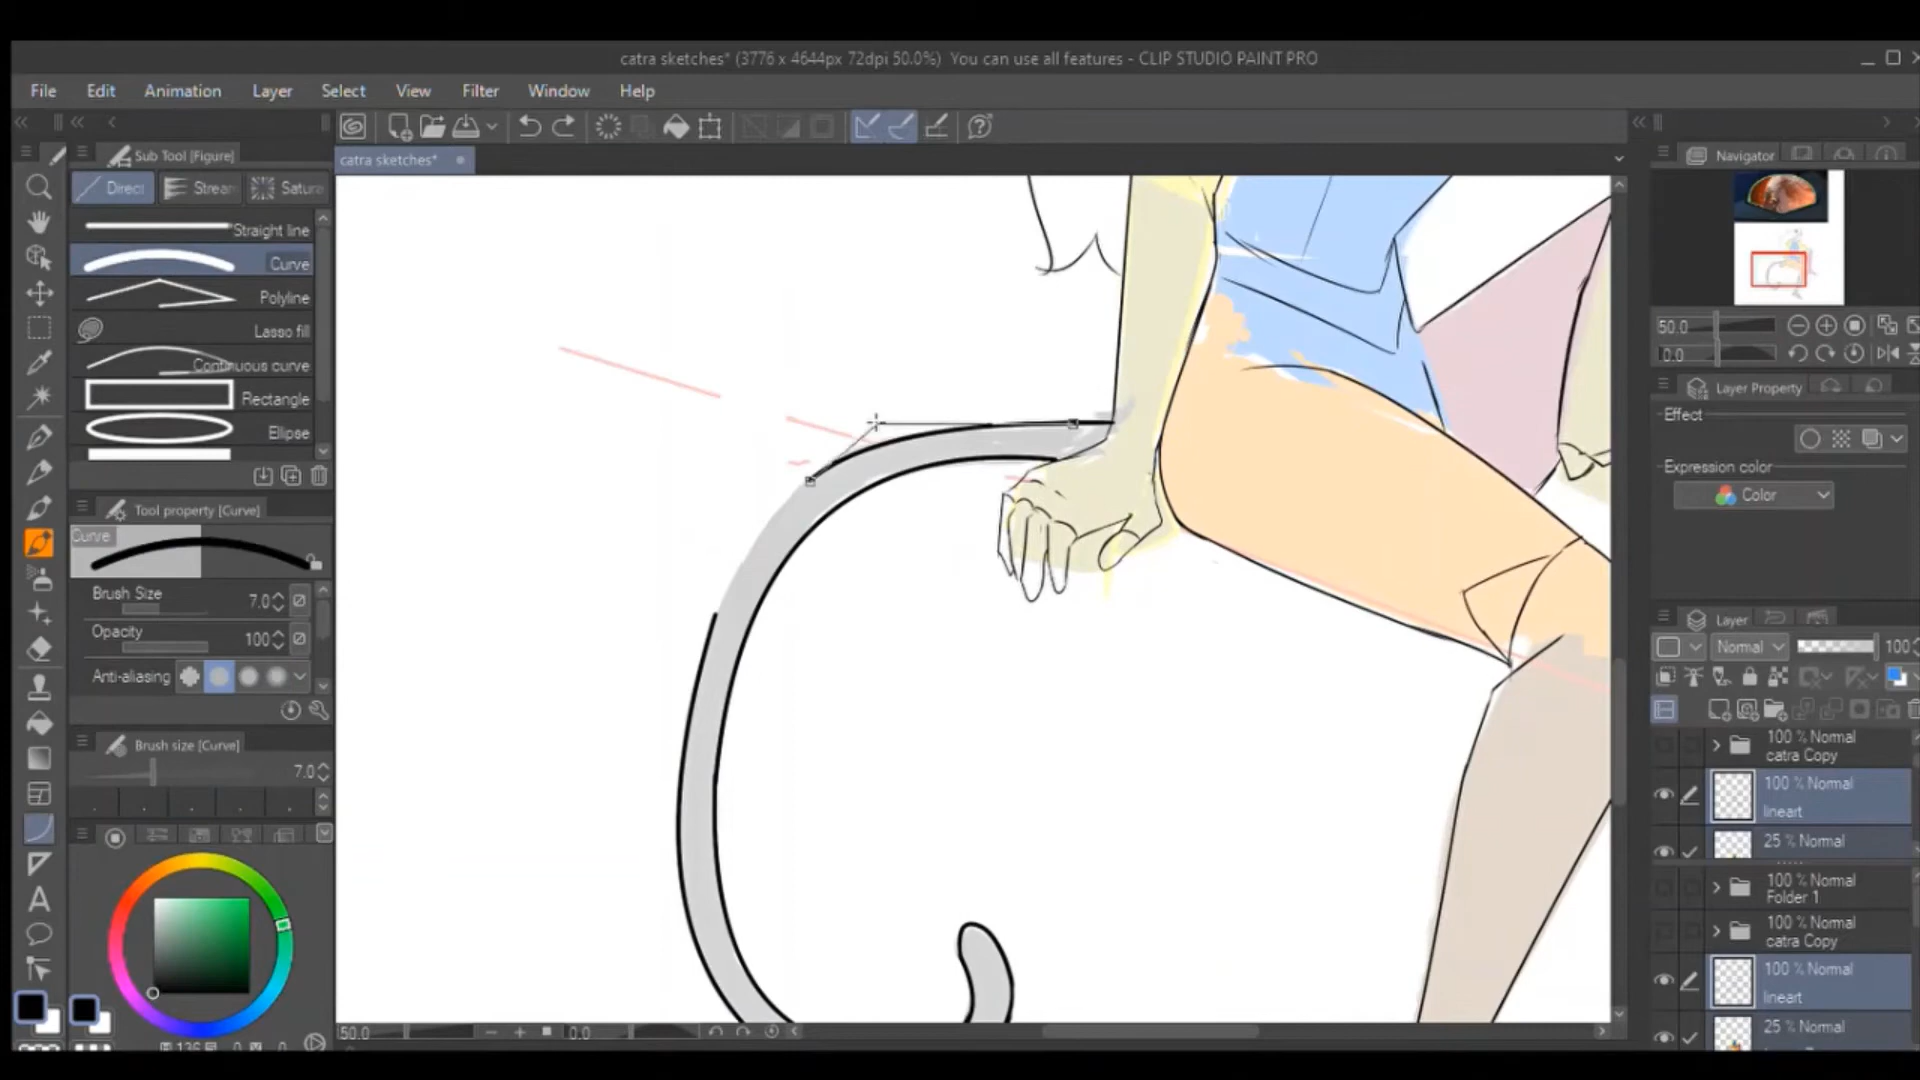 catra sketches* (3776 x 4644px 72dpi 50.0%) You can use all features - CLIP STUDIO PAINT PRO
File Edit Animation Layer Select View Filter Window Help
Sub Tool [Figure]
catra sketches*
Navigator
Direct Strear Satura
Straight line
Curve
Polyline
Lasso fill
Continuous curve
Rectangle
Ellipse
50.0
0.0
Layer Property
Effect
Expression color
Color
Tool property [Curve]
Curve
Brush Size 7.0
Opacity 100
Anti-aliasing
Layer
Normal 100
Brush size [Curve]
7.0
100 % Normal
catra Copy
100 % Normal
lineart
25 % Normal
100 % Normal
Folder 1
100 % Normal
catra Copy
100 % Normal
lineart
25 % Normal
50.0 0.0